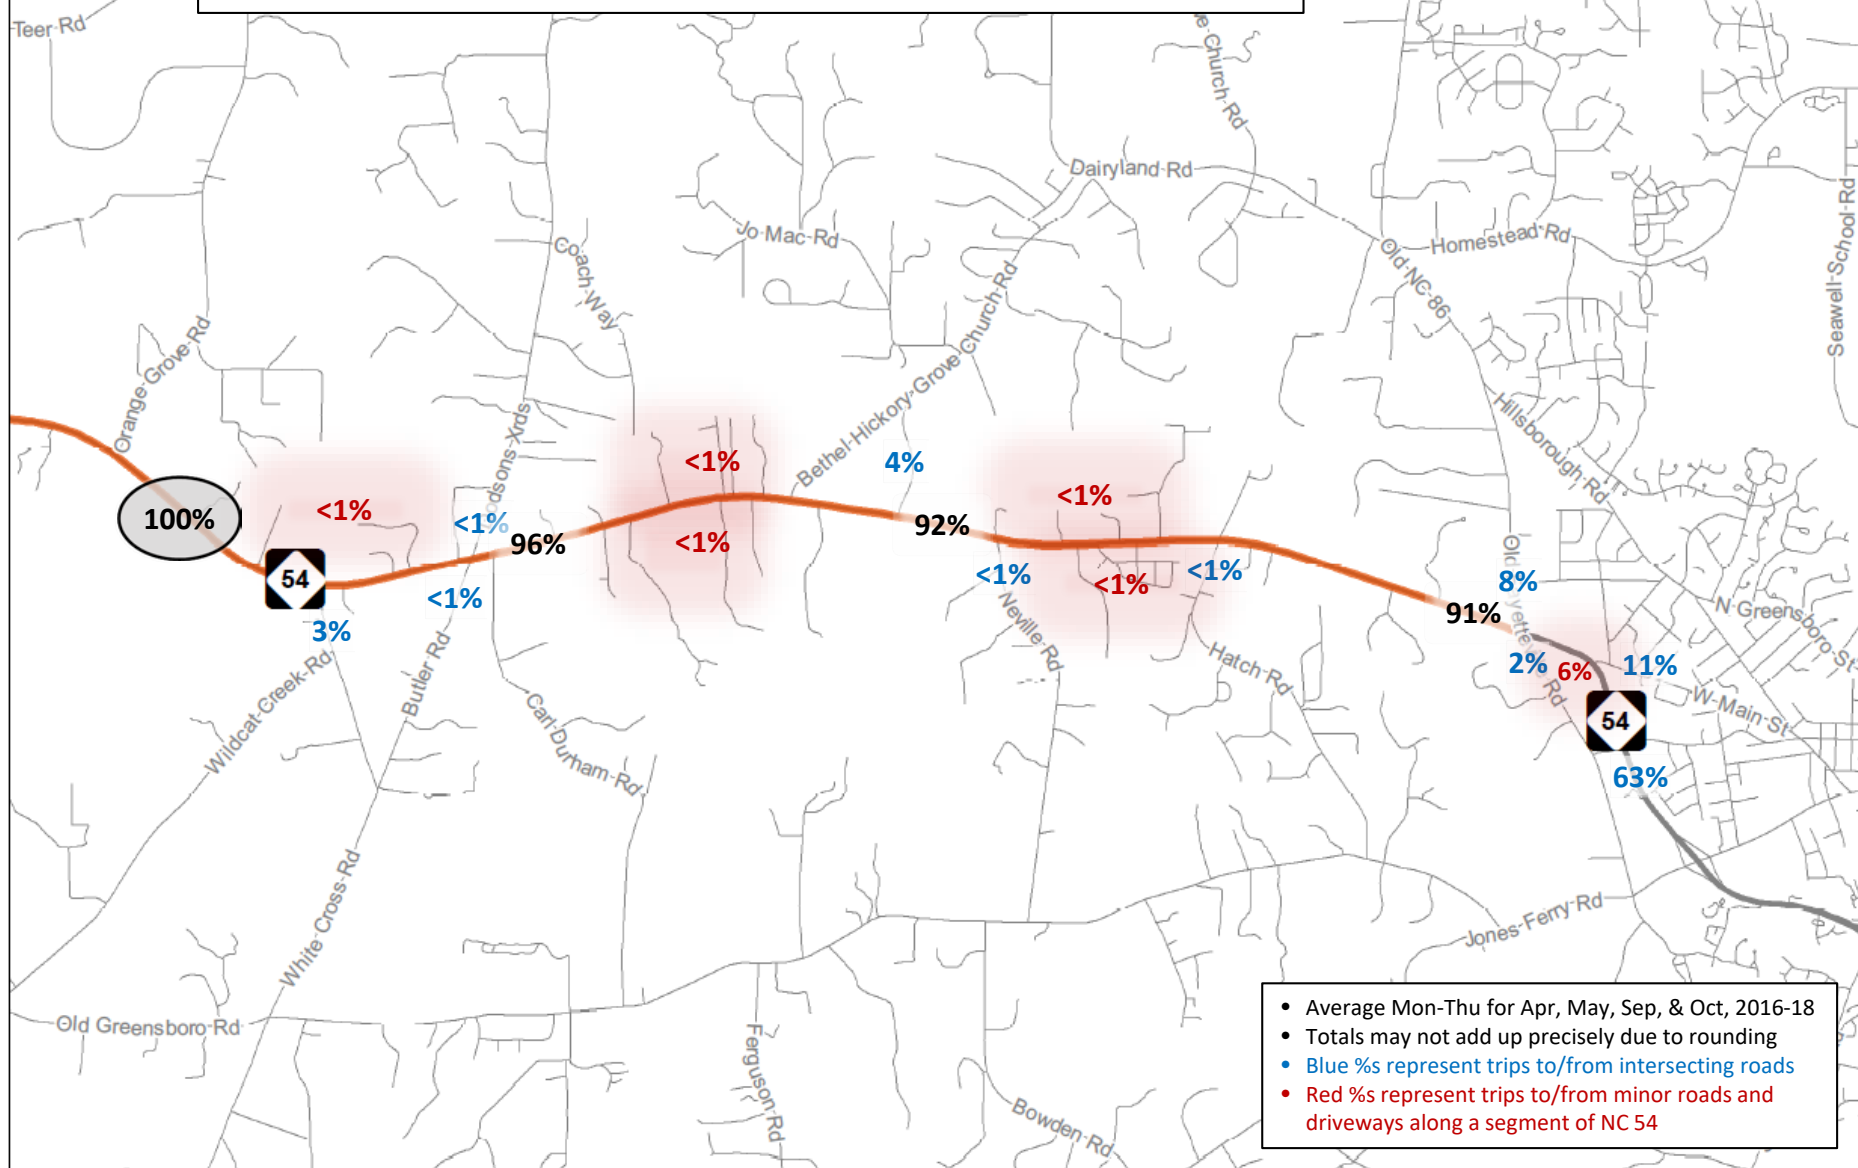 Teer Rd
Church Rd
Dairyland Rd
Jo Mac Rd
Coach Way
Homestead Rd
Old NC 86
Seawell School Rd
Orange Grove Rd
Bethel Hickory Grove Church Rd
Hillsborough Rd
<1%
4%
<1%
<1%
100%
<1%
96%
92%
<1%
54
<1%
3%
<1%
<1%
<1%
91%
8%
Old
Rd
2%
6%
11%
N Greensboro St
W Main St
54
63%
Neville Rd
Hatch Rd
Butler Rd
Wildcat Creek Rd
Carl Durham Rd
White Cross Rd
Jones Ferry Rd
Old Greensboro Rd
Ferguson Rd
Bowden Rd
• Average Mon-Thu for Apr, May, Sep, & Oct, 2016-18
• Totals may not add up precisely due to rounding
• Blue %s represent trips to/from intersecting roads
• Red %s represent trips to/from minor roads and
driveways along a segment of NC 54